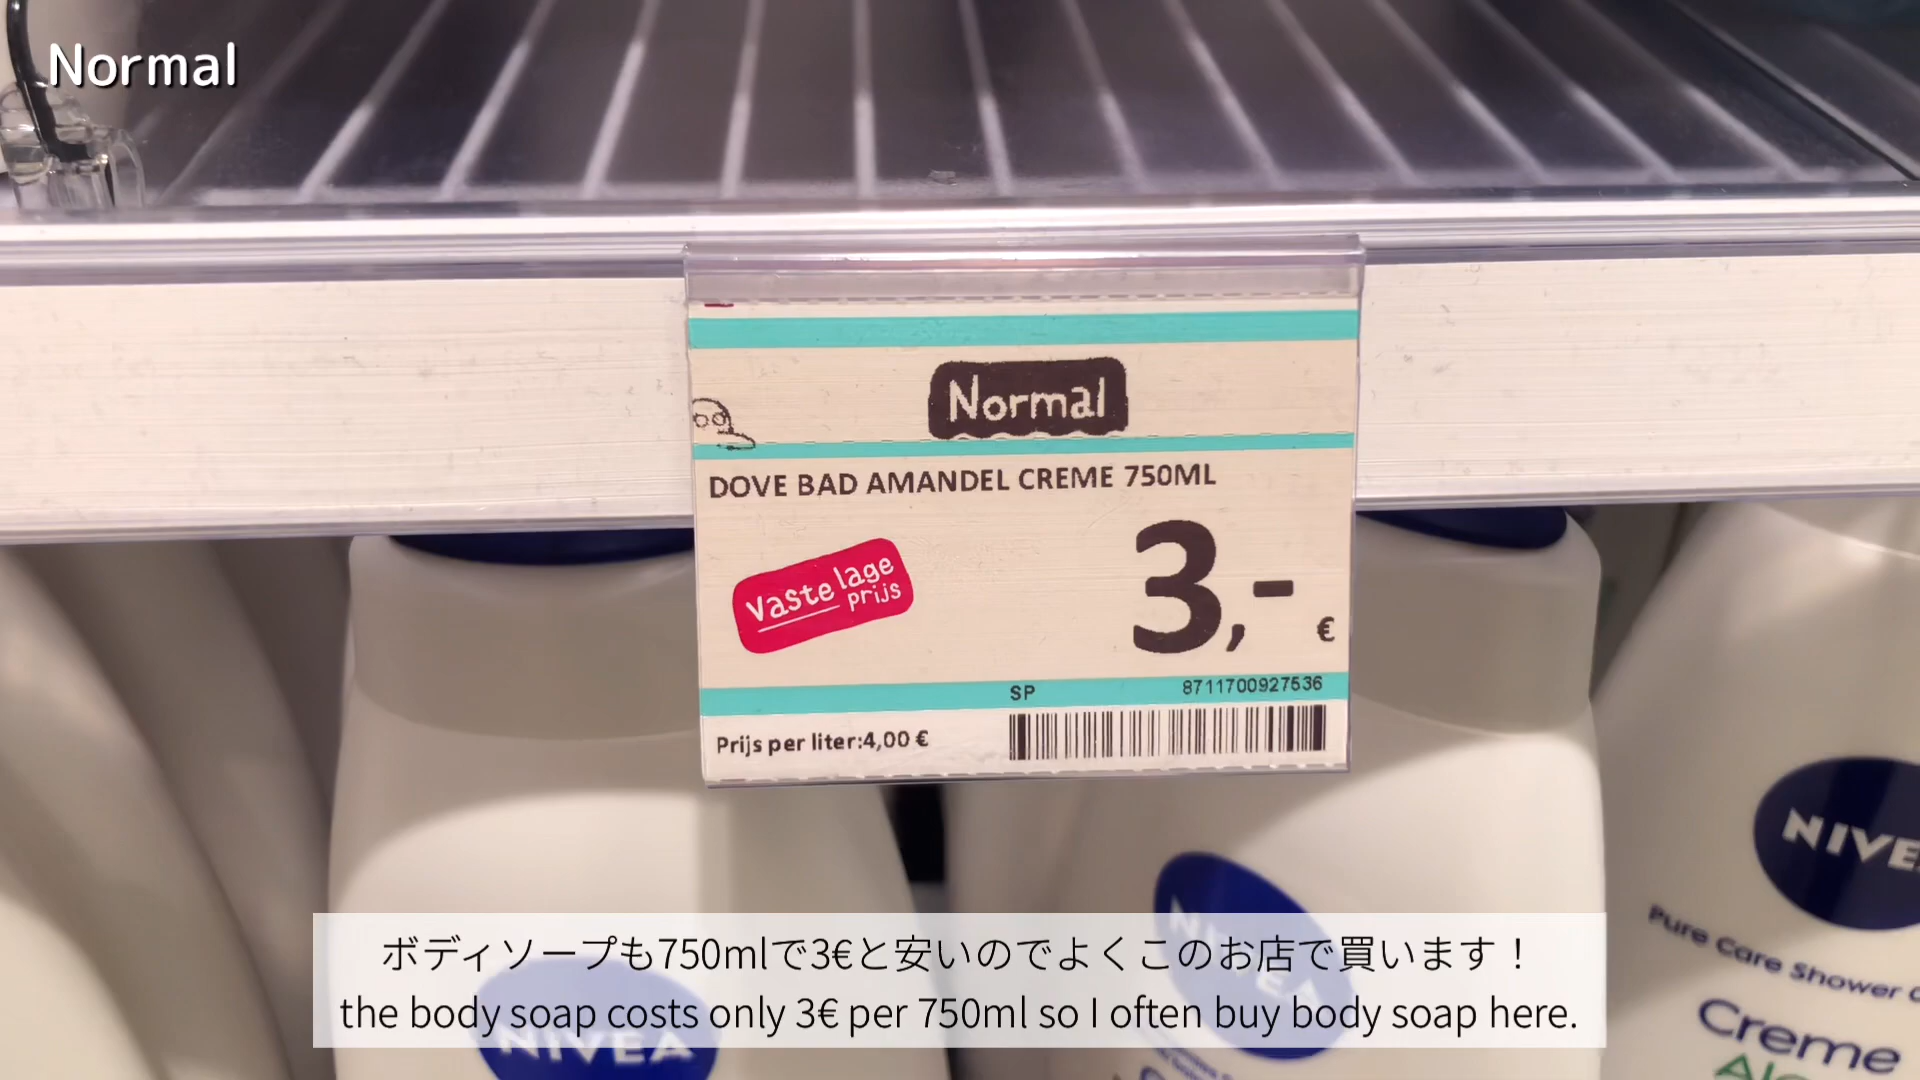 Normal
Normal
DOVE BAD AMANDEL CREME 750ML
vaste lage
prijs
3,- €
SP 8711700927536
Prijs per liter:4,00 €
NIVEA
Pure Care Shower
Creme
ボディソープも750mlで3€と安いのでよくこのお店で買います！
the body soap costs only 3€ per 750ml so I often buy body soap here.
NIVEA